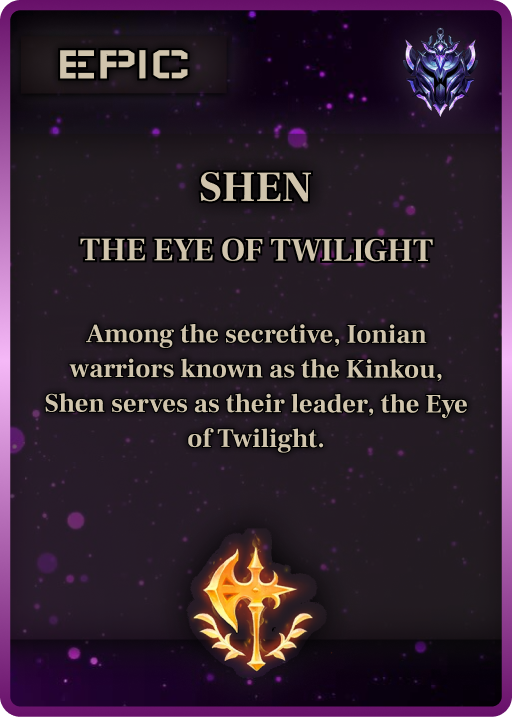 EPIC
SHEN
THE EYE OF TWILIGHT
Among the secretive, Ionian
warriors known as the Kinkou,
Shen serves as their leader, the Eye
of Twilight.